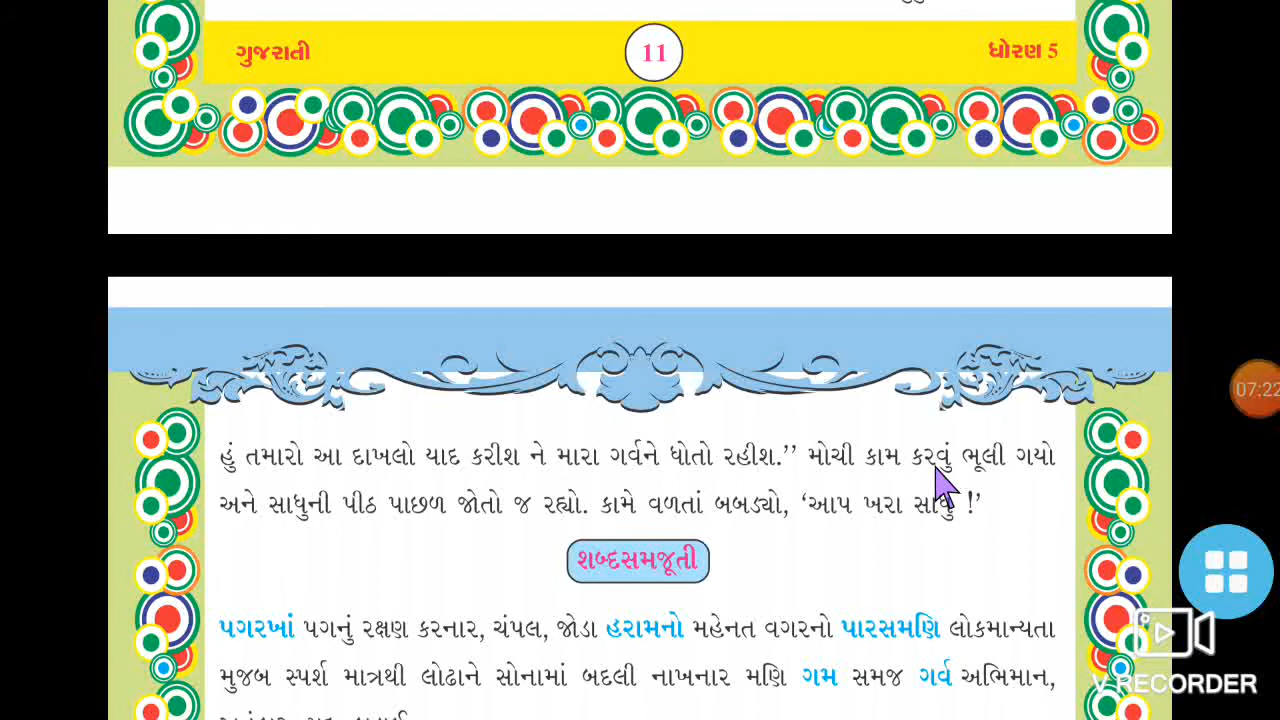 ગુજરાતી
11
ધોરણ 5
હું તમારો આ દાખલો યાદ કરીશ ને મારા ગર્વને ધોતો રહીશ.’’ મોચી કામ કરવું ભૂલી ગયો
અને સાધુની પીઠ પાછળ જોતો જ રહ્યો. કામે વળતાં બબડ્યો, ‘આપ ખરા સાધુ !’
શબ્દસમજૂતી
પગરખાં પગનું રક્ષણ કરનાર, ચંપલ, જોડા હરામનો મહેનત વગરનો પારસમણિ લોકમાન્યતા
મુજબ સ્પર્શ માત્રથી લોઢાને સોનામાં બદલી નાખનાર મણિ ગમ સમજ ગર્વ અભિમાન,
07:22
V RECORDER